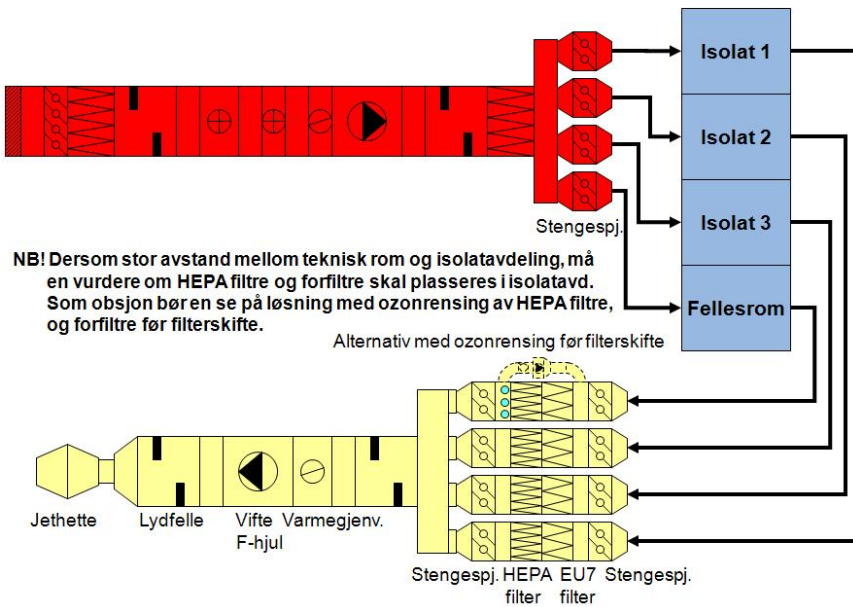 Isolat 1
Isolat 2
Isolat 3
Fellesrom
Stengespj.
NB! Dersom stor avstand mellom teknisk rom og isolatavdeling, må
en vurdere om HEPA filtre og forfiltre skal plasseres i isolatavd.
Som obsjon bør en se på løsning med ozonrensing av HEPA filtre,
og forfiltre før filterskifte.
Alternativ med ozonrensing før filterskifte
Jethette
Lydfelle
Vifte
F-hjul
Varmegjenv.
Stengespj.
HEPA
filter
EU7
filter
Stengespj.